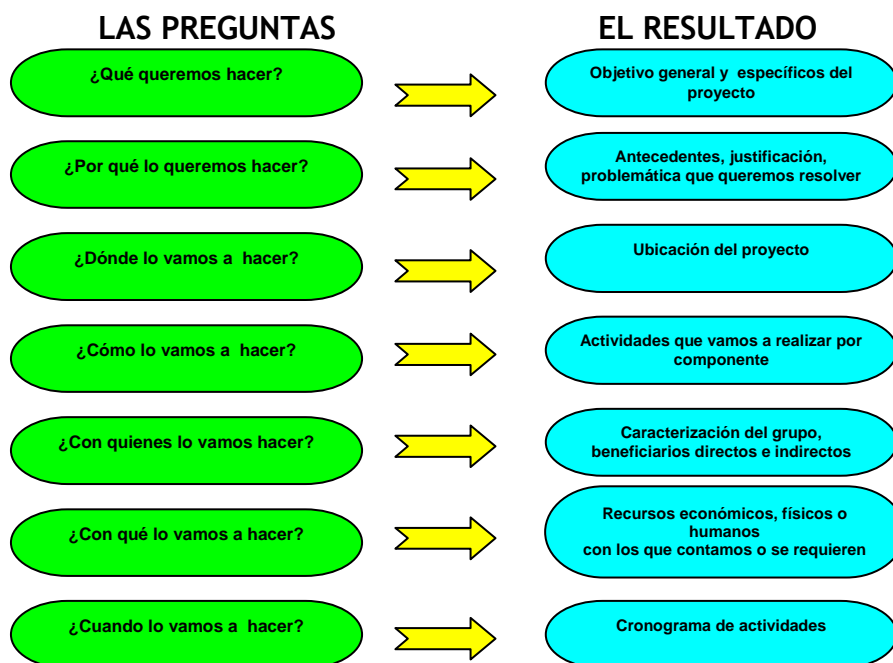 LAS PREGUNTAS
EL RESULTADO
¿Qué queremos hacer?
Objetivo general y específicos del
proyecto
¿Por qué lo queremos hacer?
Antecedentes, justificación,
problemática que queremos resolver
¿Dónde lo vamos a hacer?
Ubicación del proyecto
¿Cómo lo vamos a hacer?
Actividades que vamos a realizar por
componente
¿Con quienes lo vamos hacer?
Caracterización del grupo,
beneficiarios directos e indirectos
¿Con qué lo vamos a hacer?
Recursos económicos, físicos o
humanos
con los que contamos o se requieren
¿Cuando lo vamos a hacer?
Cronograma de actividades